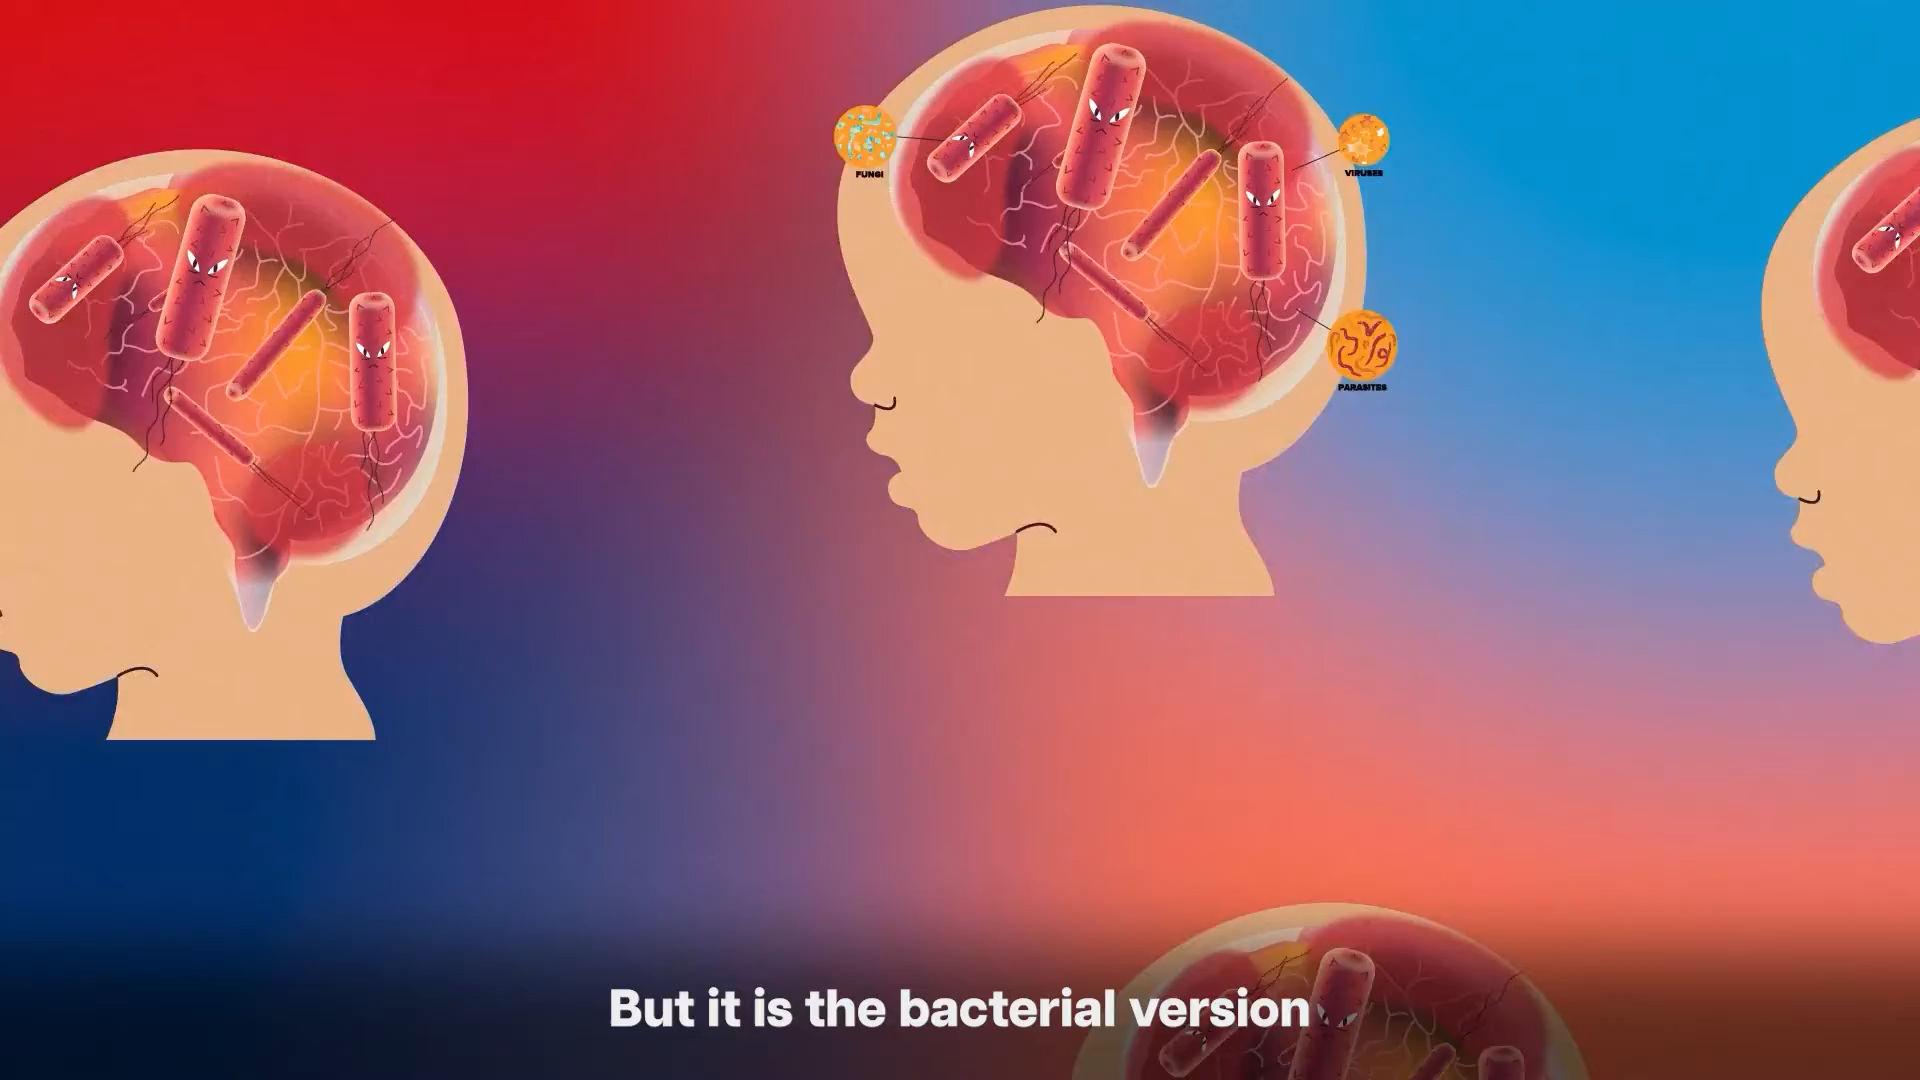 FUNGI
VIRUSES
PARASITES
But it is the bacterial version